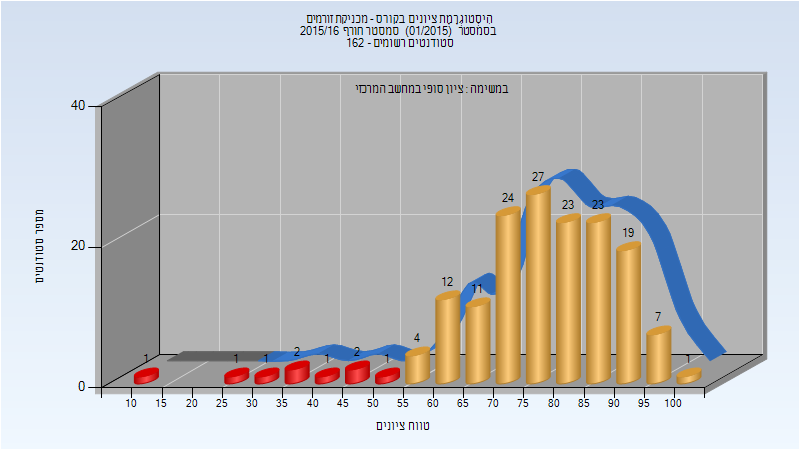 היסטוגרמת ציונים בקורס - מכניקת זורמים
בסמסטר (01/2015) סמסטר חורף 2015/16
סטודנטים רשומים - 162
במשימה : ציון סופי במחשב המרכזי
מספר סטודנטים
40
20
0
1
1
1
2
1
2
1
4
12
11
24
27
23
23
19
7
1
10 15 20 25 30 35 40 45 50 55 60 65 70 75 80 85 90 95 100
טווח ציונים